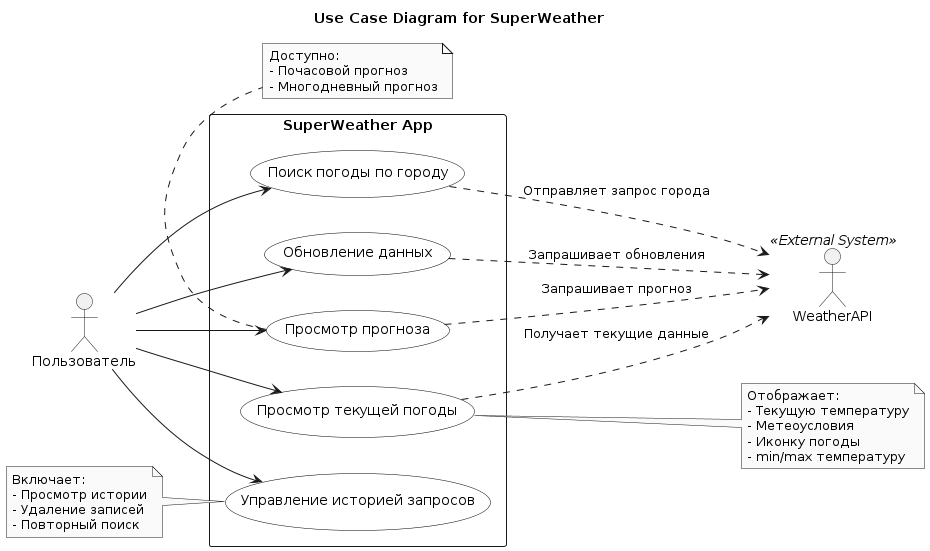 Use Case Diagram for SuperWeather
Доступно:
- Почасовой прогноз
- Многодневный прогноз
SuperWeather App
Поиск погоды по городу
Отправляет запрос города
Обновление данных
Запрашивает обновления
«External System»
WeatherAPI
Запрашивает прогноз
Просмотр прогноза
Получает текущие данные
Пользователь
Просмотр текущей погоды
Отображает:
- Текущую температуру
- Метеоусловия
- Иконку погоды
- min/max температуру
Включает:
- Просмотр истории
- Удаление записей
- Повторный поиск
Управление историей запросов